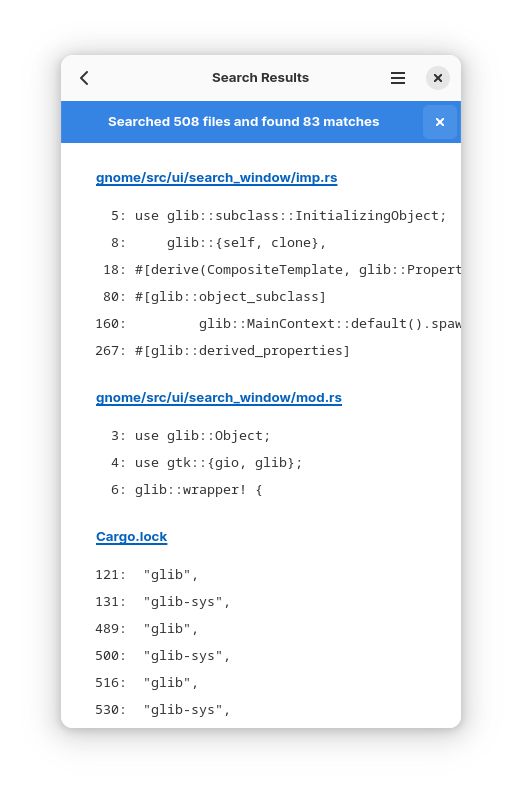 Search Results
Searched 508 files and found 83 matches
gnome/src/ui/search_window/imp.rs
5: use glib::subclass::InitializingObject;
8:     glib::{self, clone},
18: #[derive(CompositeTemplate, glib::Propert
80: #[glib::object_subclass]
160:         glib::MainContext::default().spaw
267: #[glib::derived_properties]
gnome/src/ui/search_window/mod.rs
3: use glib::Object;
4: use gtk::{gio, glib};
6: glib::wrapper! {
Cargo.lock
121:  "glib",
131:  "glib-sys",
489:  "glib",
500:  "glib-sys",
516:  "glib",
530:  "glib-sys",